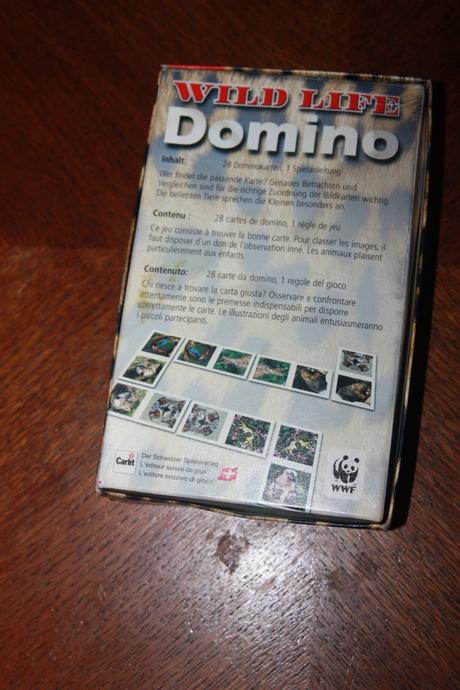 WILD LIFE
Domino
Inhalt: 28 Dominokarten, 1 Spielanleitung
Wer findet die passende Karte? Genaues Betrachten und
Vergleichen sind für die richtige Zuordnung der Bildkarten wichtig.
Die beliebten Tiere sprechen die Kleinen besonders an.
Contenu : 28 cartes de domino, 1 règle de jeu
Ce jeu consiste à trouver la bonne carte. Pour classer les images, il
faut disposer d'un don de l'observation inné. Les animaux plaisent
particulièrement aux enfants.
Contenuto: 28 carte da domino, 1 regole del gioco
Chi riesce a trovare la carta giusta? Osservare e confrontare
attentamente sono le premesse indispensabili per disporre
correttamente le carte. Le illustrazioni degli animali entusiasmeranno
i piccoli partecipanti.
Carlit
Der Schweizer Spieleverlag
L'éditeur suisse de jeux
L'editore svizzero di giochi
WWF